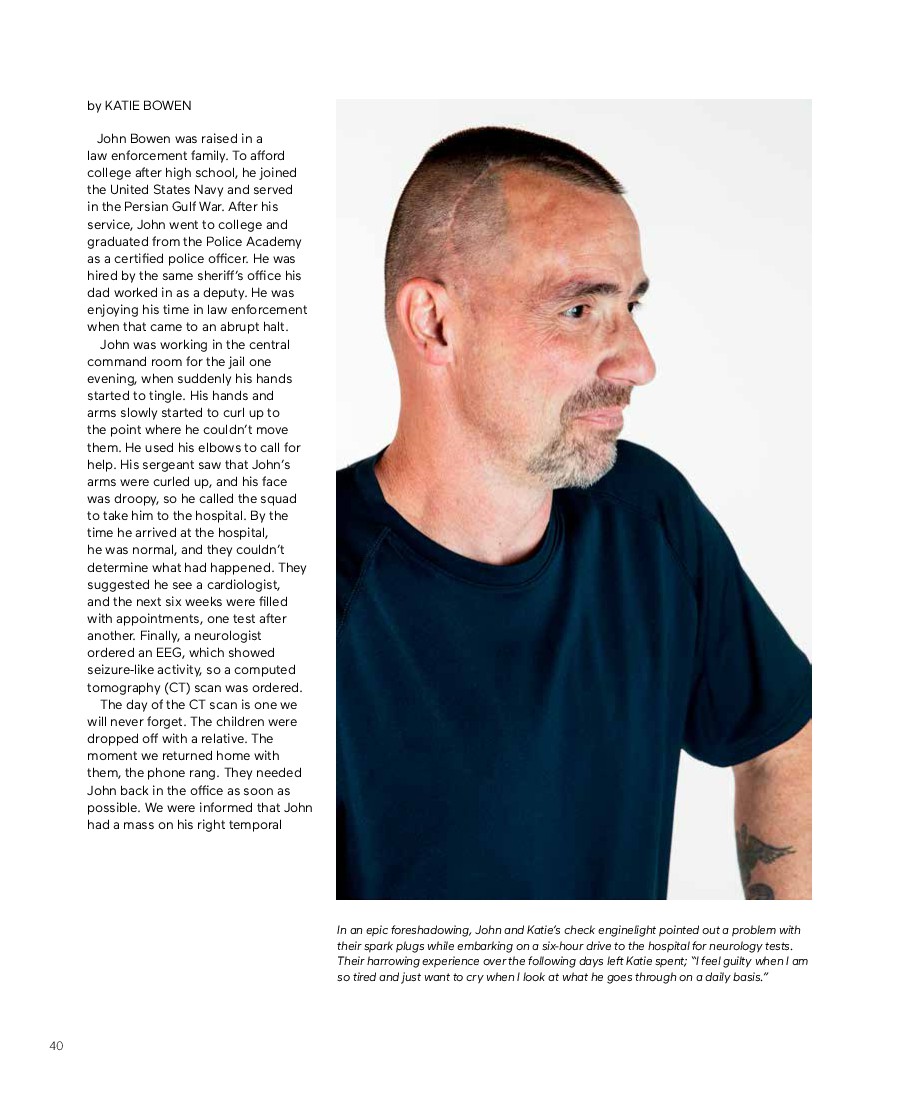 by KATIE BOWEN
John Bowen was raised in a
law enforcement family. To afford
college after high school, he joined
the United States Navy and served
in the Persian Gulf War. After his
service, John went to college and
graduated from the Police Academy
as a certified police officer. He was
hired by the same sheriff’s office his
dad worked in as a deputy. He was
enjoying his time in law enforcement
when that came to an abrupt halt.
John was working in the central
command room for the jail one
evening, when suddenly his hands
started to tingle. His hands and
arms slowly started to curl up to
the point where he couldn’t move
them. He used his elbows to call for
help. His sergeant saw that John’s
arms were curled up, and his face
was droopy, so he called the squad
to take him to the hospital. By the
time he arrived at the hospital,
he was normal, and they couldn’t
determine what had happened. They
suggested he see a cardiologist,
and the next six weeks were filled
with appointments, one test after
another. Finally, a neurologist
ordered an EEG, which showed
seizure-like activity, so a computed
tomography (CT) scan was ordered.
The day of the CT scan is one we
will never forget. The children were
dropped off with a relative. The
moment we returned home with
them, the phone rang. They needed
John back in the office as soon as
possible. We were informed that John
had a mass on his right temporal
In an epic foreshadowing, John and Katie’s check enginelight pointed out a problem with
their spark plugs while embarking on a six-hour drive to the hospital for neurology tests.
Their harrowing experience over the following days left Katie spent; “I feel guilty when I am
so tired and just want to cry when I look at what he goes through on a daily basis.”
40